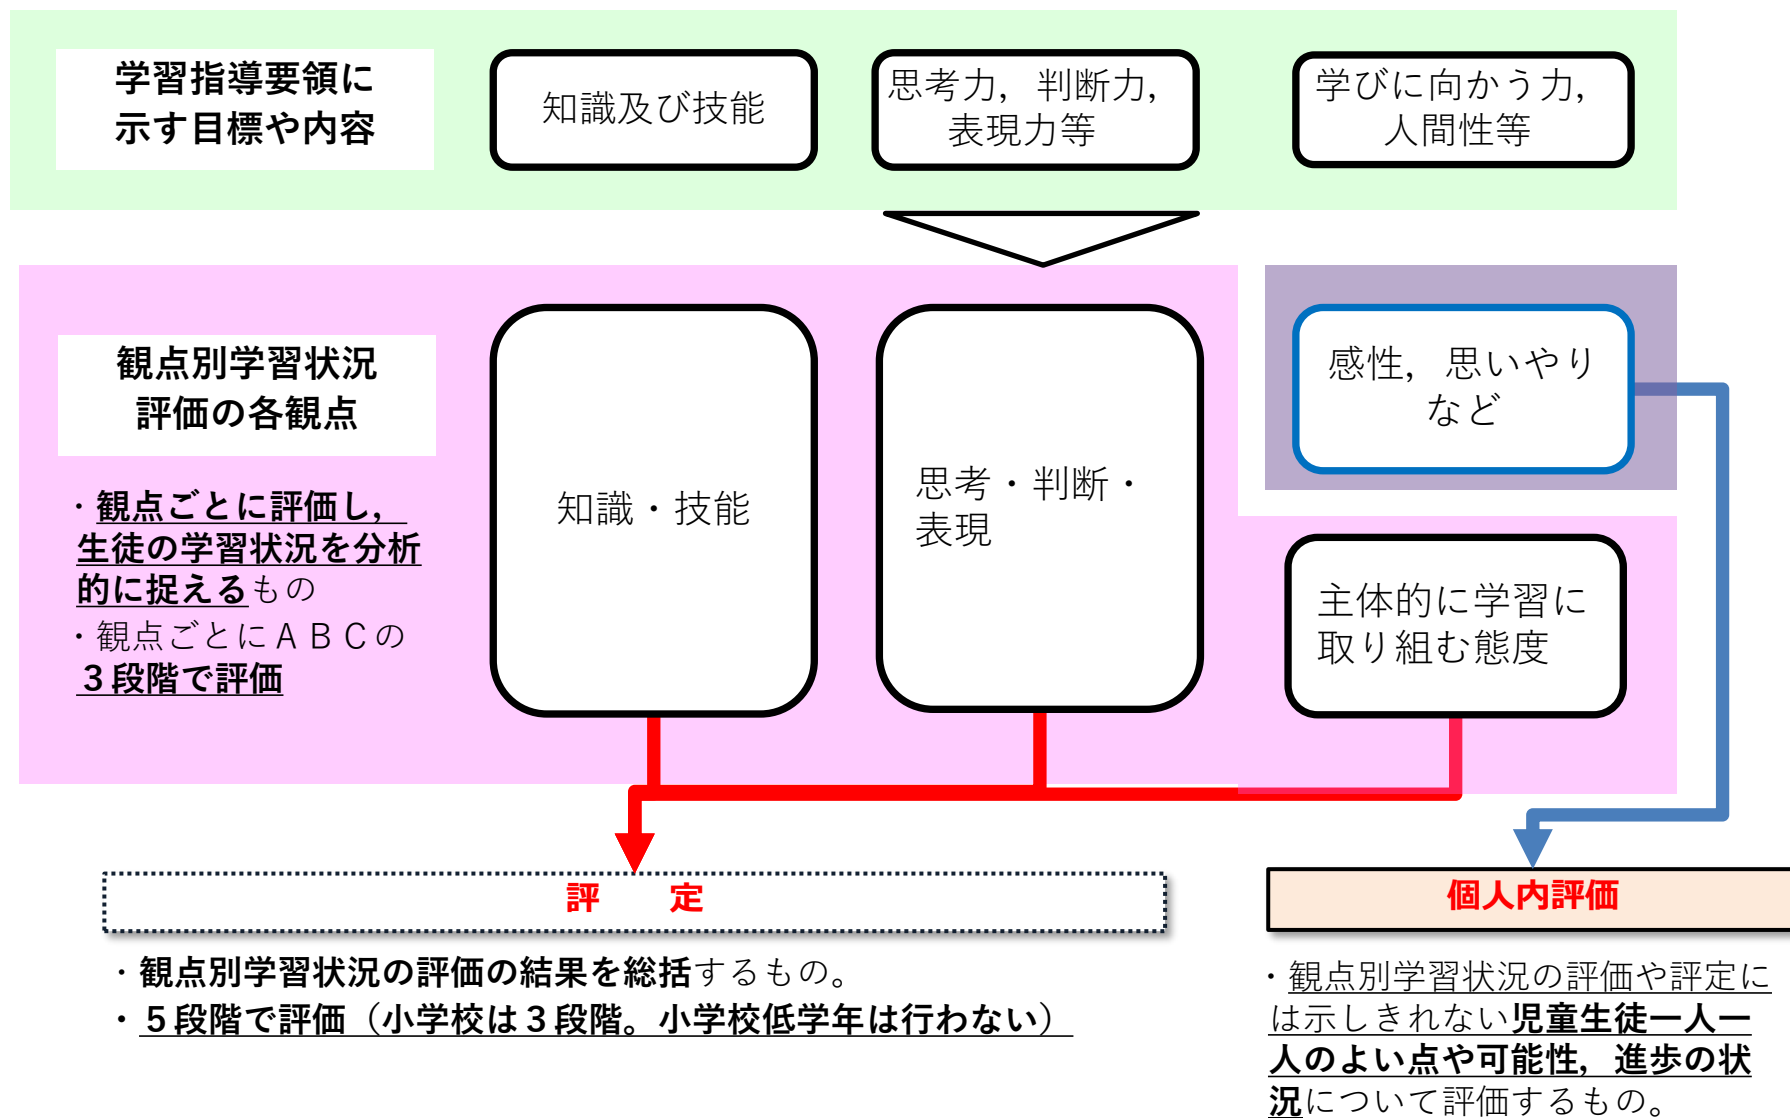 学習指導要領に
示す目標や内容
知識及び技能
思考力，判断力，
表現力等
学びに向かう力，
人間性等
観点別学習状況
評価の各観点
・観点ごとに評価し，
生徒の学習状況を分析
的に捉えるもの
・観点ごとにＡＢＣの
３段階で評価
知識・技能
思考・判断・
表現
感性，思いやり
など
主体的に学習に
取り組む態度
評　定
・観点別学習状況の評価の結果を総括するもの。
・５段階で評価（小学校は３段階。小学校低学年は行わない）
個人内評価
・観点別学習状況の評価や評定に
は示しきれない児童生徒一人一
人のよい点や可能性，進歩の状
況について評価するもの。